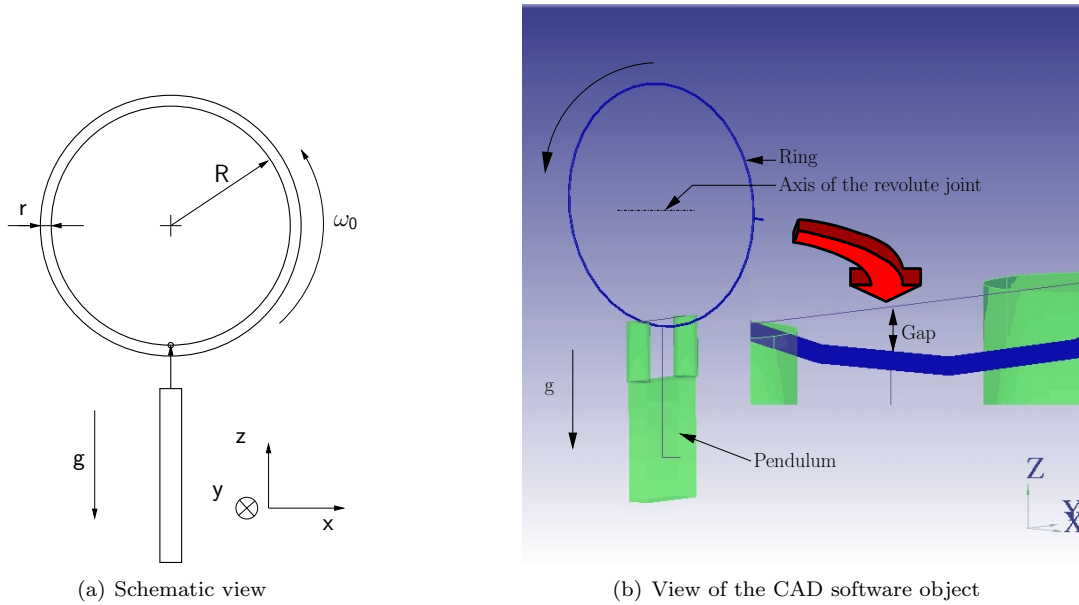 R
r
ω₀
g
z
y
x
(a) Schematic view
Ring
Axis of the revolute joint
Gap
g
Pendulum
Z
Y
X
(b) View of the CAD software object